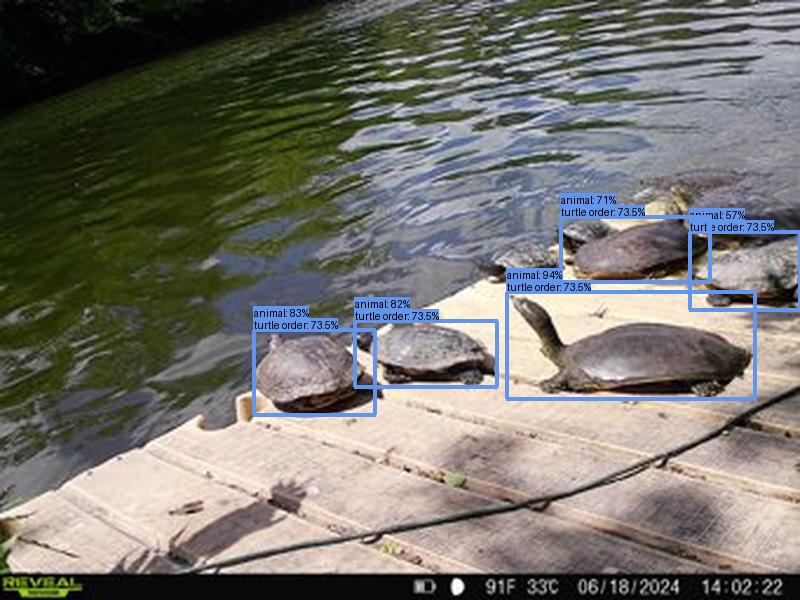 animal: 71%
turtle order: 73.5%
animal: 57%
turtle order: 73.5%
animal: 94%
turtle order: 73.5%
animal: 82%
turtle order: 73.5%
animal: 83%
turtle order: 73.5%
REVEAL
91F 33C 06/18/2024 14:02:22